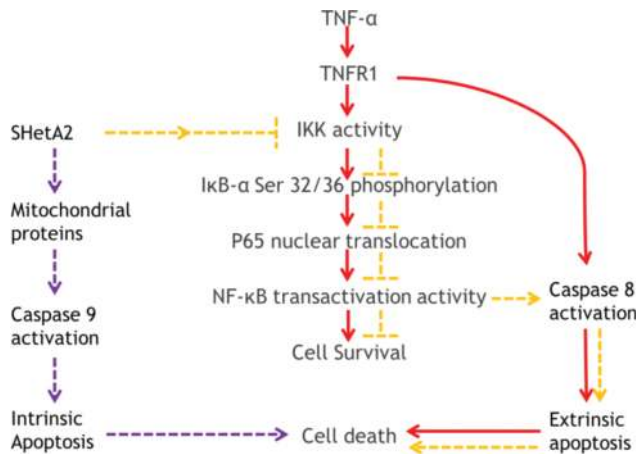 TNF-α
TNFR1
SHetA2
IKK activity
IκB-α Ser 32/36 phosphorylation
Mitochondrial
proteins
P65 nuclear translocation
NF-κB transactivation activity
Caspase 8
activation
Caspase 9
activation
Cell Survival
Intrinsic
Apoptosis
Cell death
Extrinsic
apoptosis